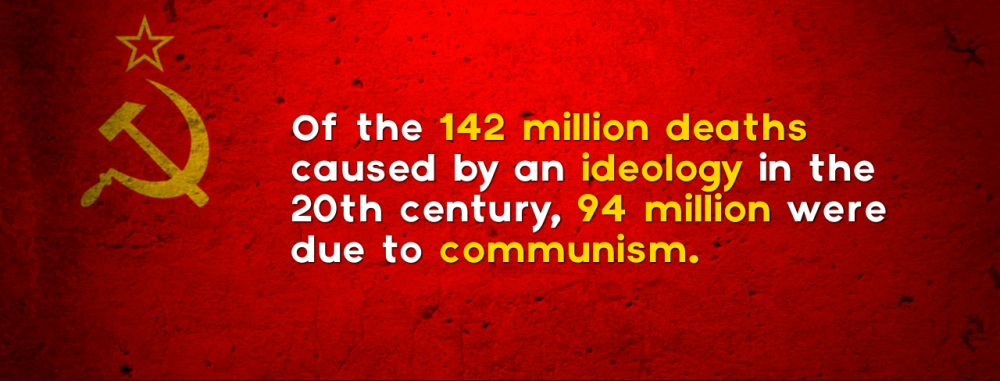 Of the 142 million deaths
caused by an ideology in the
20th century, 94 million were
due to communism.